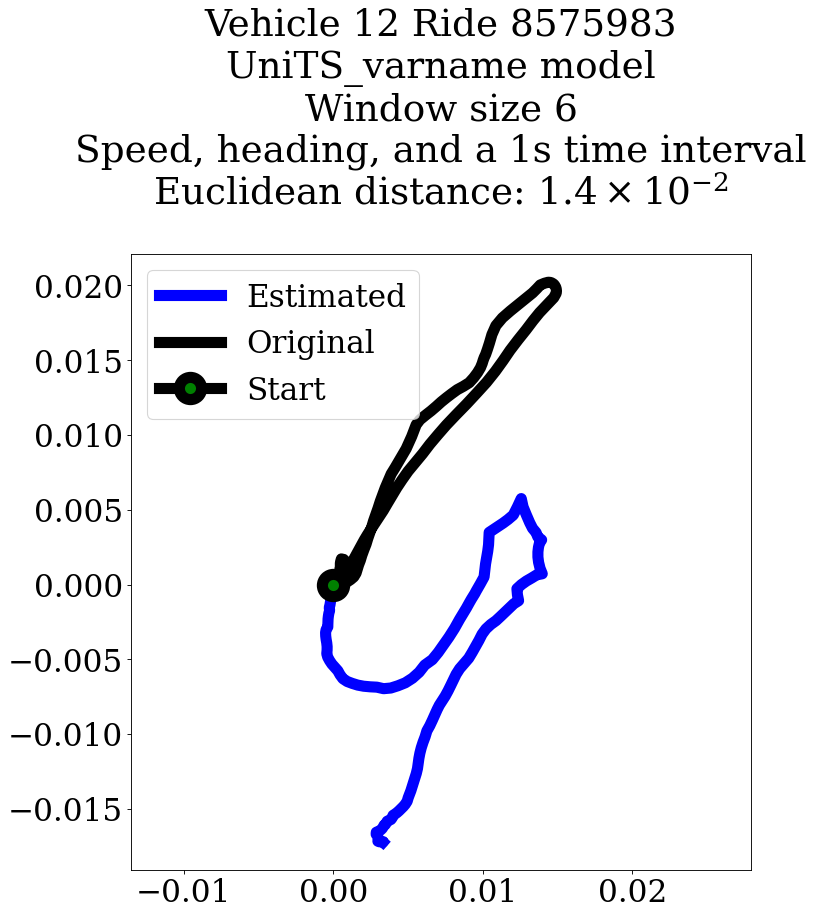 Vehicle 12 Ride 8575983
UniTS_varname model
Window size 6
Speed, heading, and a 1s time interval
Euclidean distance: 1.4 × 10⁻²
Estimated
Original
Start
0.020
0.015
0.010
0.005
0.000
−0.005
−0.010
−0.015
−0.01 0.00 0.01 0.02